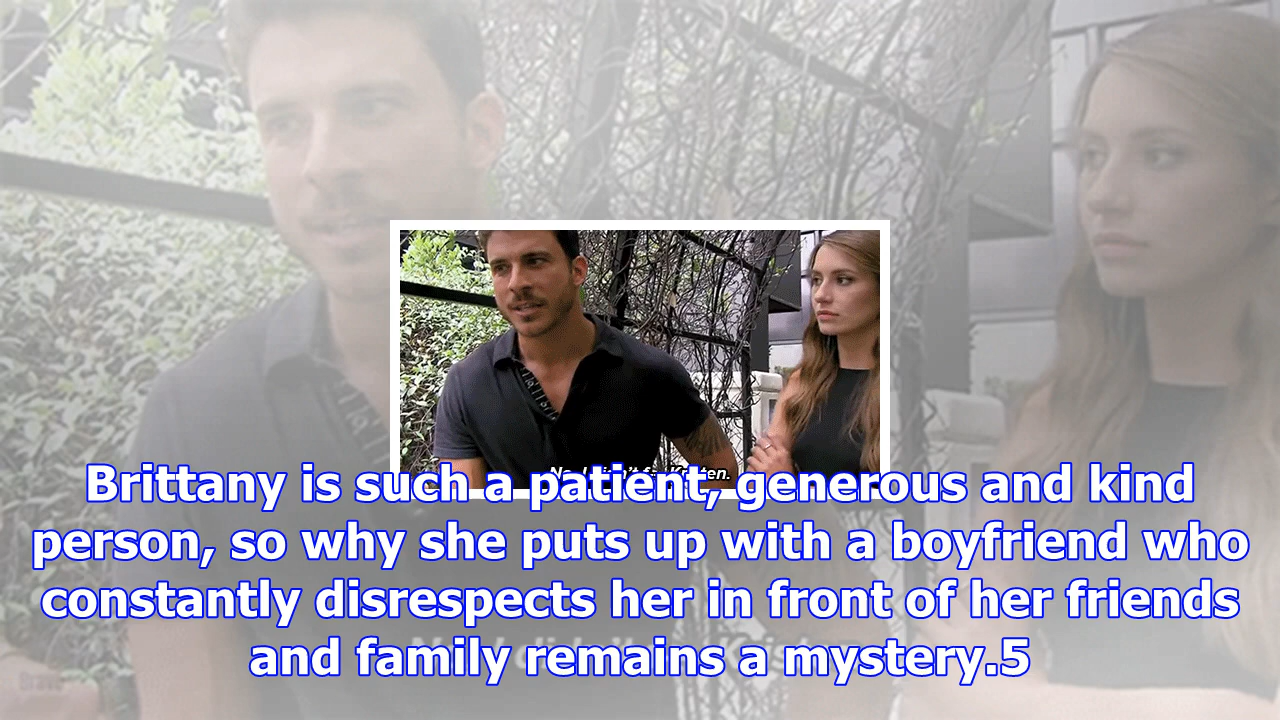 Brittany is such a patient, generous and kind
person, so why she puts up with a boyfriend who
constantly disrespects her in front of her friends
and family remains a mystery.5
Bravo